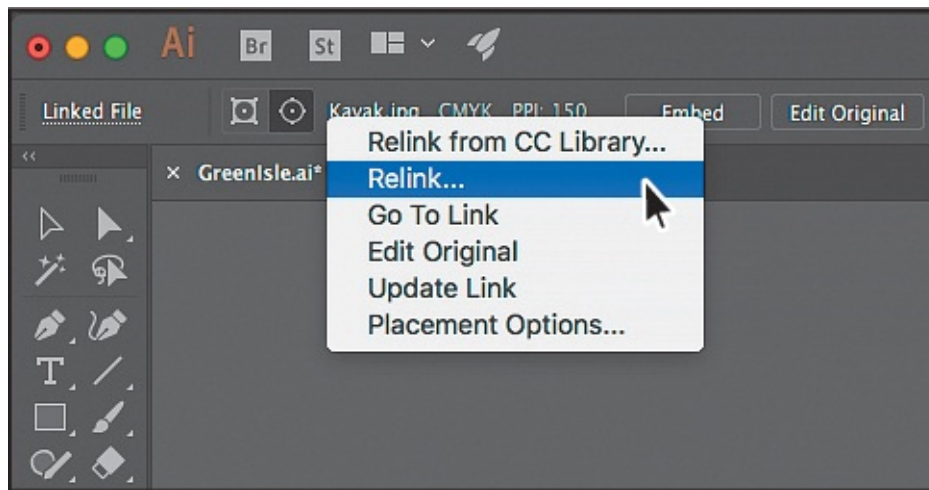 Ai Br St
Linked File Kayak.jpg CMYK PPI: 150 Embed Edit Original
Relink from CC Library...
× GreenIsle.ai* Relink...
Go To Link
Edit Original
Update Link
Placement Options...
T